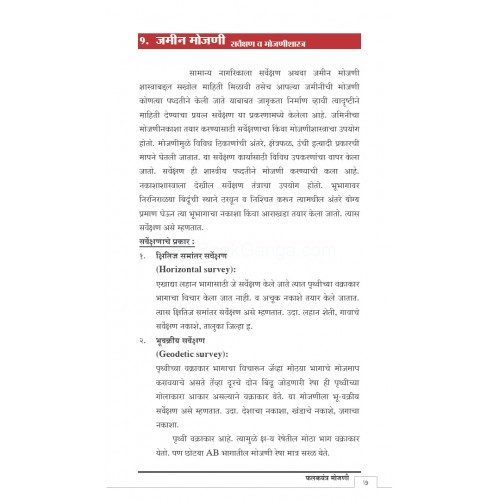 १. जमीन मोजणी सर्वेक्षण व मोजणीशास्त्र
सामान्य नागरिकाला सर्वेक्षण अथवा जमीन मोजणी
शास्त्राबद्दल सखोल माहिती मिळावी तसेच आपल्या जमीनीची मोजणी
कोणत्या पध्दतीने केली जाते याबाबत जागृकता निर्माण व्हावी त्यादृष्टीने
माहिती देण्याचा प्रयत्न सर्वेक्षण या प्रकरणामध्ये केलेला आहे. जमिनीचा
मोजणीनकाशा तयार करण्यासाठी सर्वेक्षणाचा किंवा मोजणीशास्त्राचा उपयोग
होतो. मोजणीमुळे विविध ठिकाणांची अंतरे, क्षेत्रफळ, उंची इत्यादी प्रकारची
मापने घेतली जातात. या सर्वेक्षण कार्यासाठी विविध उपकरणांचा वापर केला
जातो. सर्वेक्षण ही शास्त्रीय पध्दतीने मोजणी करण्याची कला आहे.
नकाशाशास्त्राला देखील सर्वेक्षण तंत्राचा उपयोग होतो. भूभागावर
निरनिराळ्या बिंदूंची स्थाने ठरवून व निश्चित करून त्यामधील अंतरे योग्य
प्रमाण घेऊन त्या भूभागाचा नकाशा किंवा आराखडा तयार केला जातो. त्यास
सर्वेक्षण असे म्हणतात.
सर्वेक्षणाचे प्रकार :
१. क्षितिज समांतर सर्वेक्षण
(Horizontal survey):
एखाद्या लहान भागासाठी जे सर्वेक्षण केले जाते त्यात पृथ्वीच्या वक्राकार
भागाचा विचार केला जात नाही. व अचूक नकाशे तयार केले जातात.
त्यास क्षितिज समांतर सर्वेक्षण असे म्हणतात. उदा. लहान शेती, गावाचे
सर्वेक्षण नकाशे, तालुका जिल्हा इ.
२. भूवक्रीय सर्वेक्षण
(Geodetic survey):
पृथ्वीच्या वक्राकार भागाचा विचारून जेंव्हा मोठया भागाचे मोजमाप
करावयाचे असते तेंव्हा दूरचे दोन बिंदू जोडणारी रेषा ही पृथ्वीच्या
गोलाकारा आकार असल्याने वक्राकार येते. या मोजणीला भू-वक्रीय
सर्वेक्षण असे म्हणतात. उदा. देशाचा नकाशा, खंडाचे नकाशे, जगाचा
नकाशा.
पृथ्वी वक्राकार आहे. त्यामुळे क्ष-य रेषेतील मोठा भाग वक्राकार
येतो. पण छोटया AB भागातील मोजणी रेषा मात्र सरळ येते.
फलकयंत्र मोजणी ७